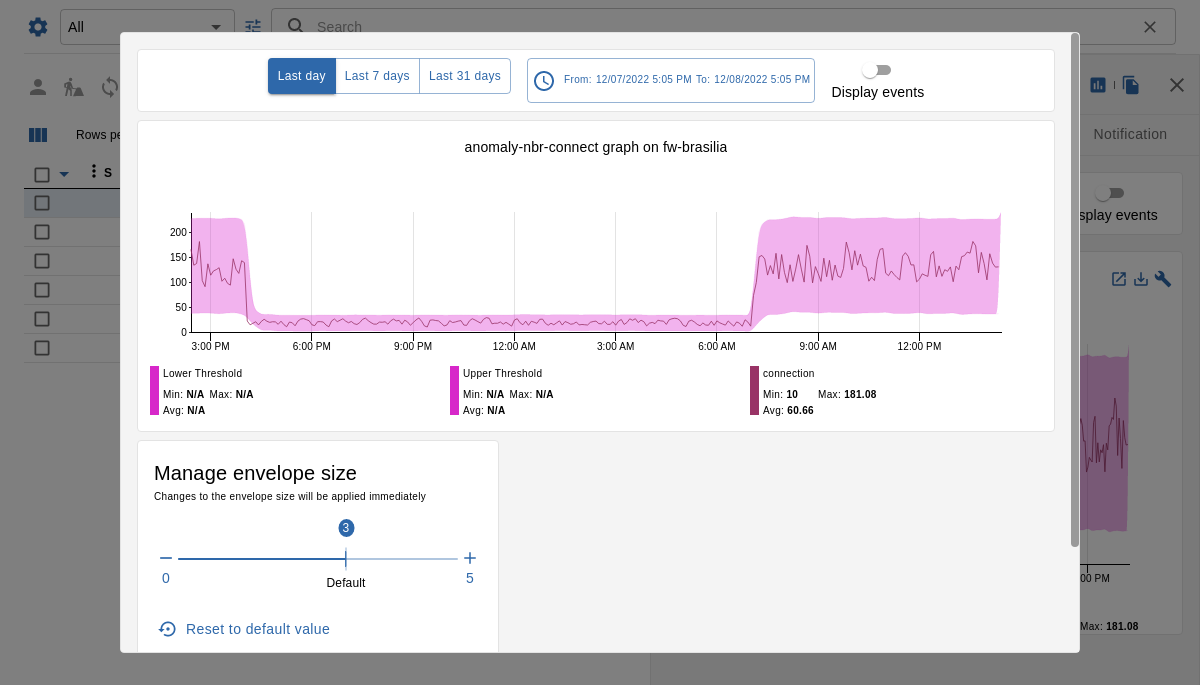 All
Search
Last day
Last 7 days
Last 31 days
From: 12/07/2022 5:05 PM To: 12/08/2022 5:05 PM
Display events
Rows pe
S
Notification
splay events
anomaly-nbr-connect graph on fw-brasilia
200
150
100
50
0
3:00 PM
6:00 PM
9:00 PM
12:00 AM
3:00 AM
6:00 AM
9:00 AM
12:00 PM
Lower Threshold
Min: N/A Max: N/A
Avg: N/A
Upper Threshold
Min: N/A Max: N/A
Avg: N/A
connection
Min: 10 Max: 181.08
Avg: 60.66
Manage envelope size
Changes to the envelope size will be applied immediately
3
0
5
Default
Reset to default value
00 PM
Max: 181.08